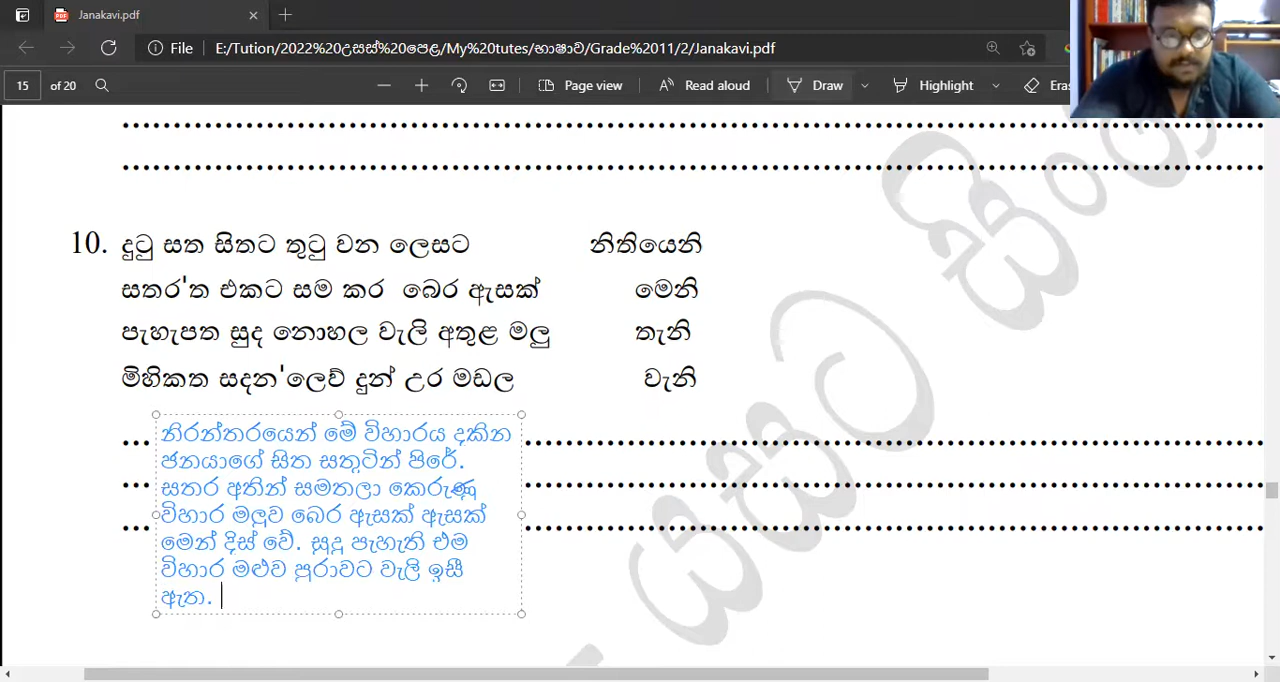 Janakavi.pdf
File E:/Tution/2022%20උසස්%20පෙළ/My%20tutes/භාෂාව/Grade%2011/2/Janakavi.pdf
15 of 20 Page view Read aloud Draw Highlight
10. දුටු සත සිතට තුටු වන ලෙසට නිතියෙනි
සතර'ත එකට සම කර බෙර ඇසක් මෙනි
පැහැපත සුද නොහල වැලි අතුළ මලු තැනි
මිහිකත සදන'ලෙව් දුන් උර මඩල වැනි
නිරන්තරයෙන් මේ විහාරය දකින
ජනයාගේ සිත සතුටින් පිරේ.
සතර අතින් සමතලා කෙරුණු
විහාර මලුව බෙර ඇසක් ඇසක්
මෙන් දිස් වේ. සුදු පැහැති එම
විහාර මළුව පුරාවට වැලි ඉසී
ඇත.